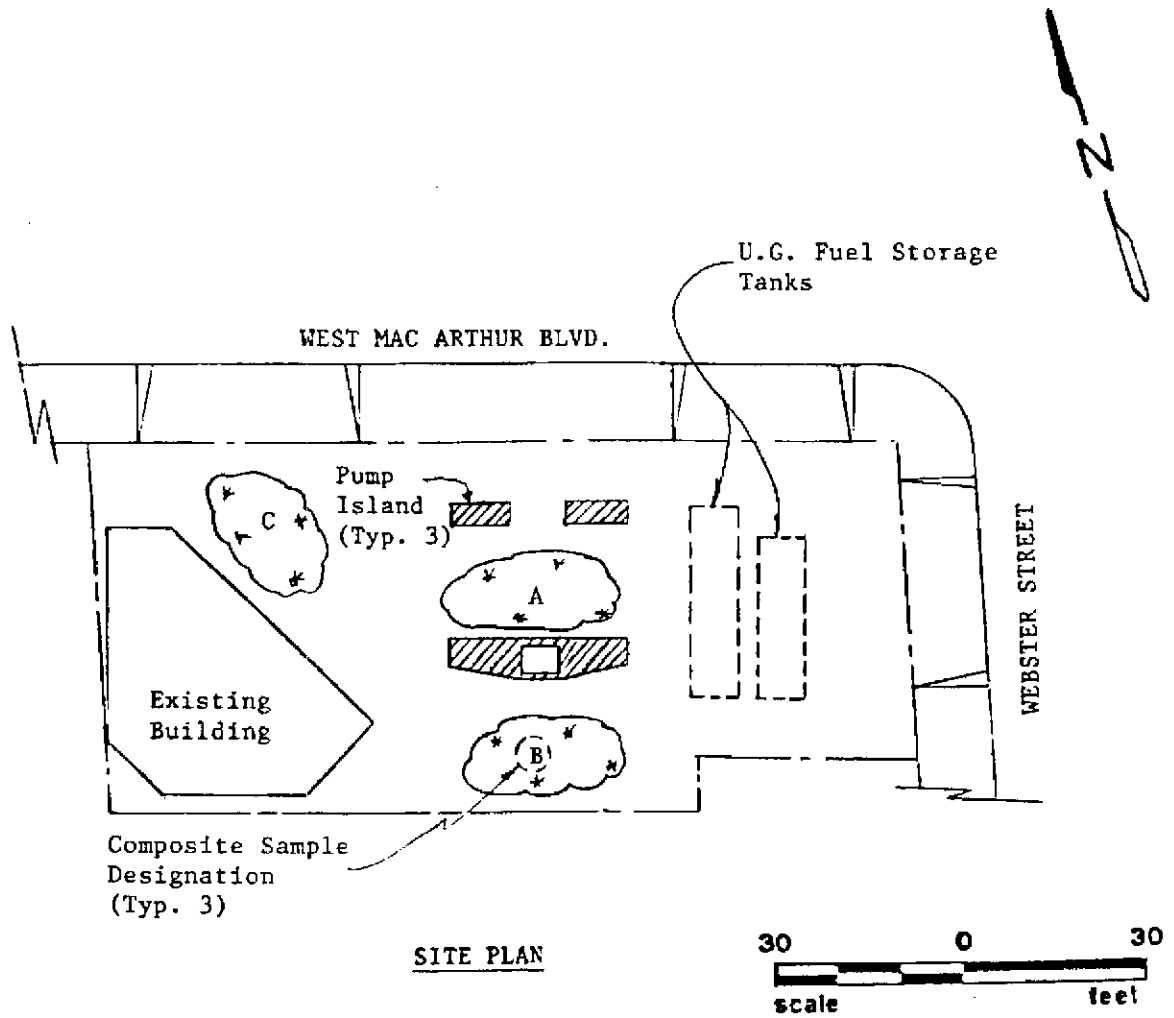 N
U.G. Fuel Storage
Tanks
WEST MAC ARTHUR BLVD.
Pump
Island
(Typ. 3)
C
A
WEBSTER STREET
Existing
Building
B
Composite Sample
Designation
(Typ. 3)
SITE PLAN
30 0 30
scale feet